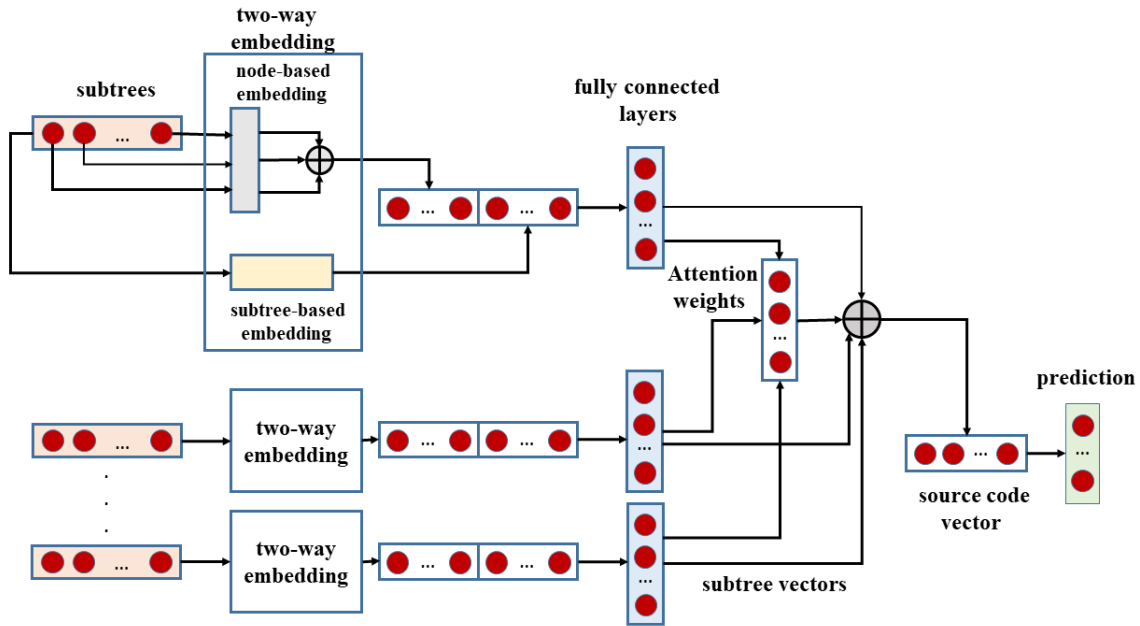 two-way
embedding
node-based
embedding
subtrees
...
fully connected
layers
... ...
...
Attention
weights
...
subtree-based
embedding
prediction
...
two-way
embedding
...
... ...
...
...
source code
vector
.
.
.
...
two-way
embedding
... ...
...
subtree vectors